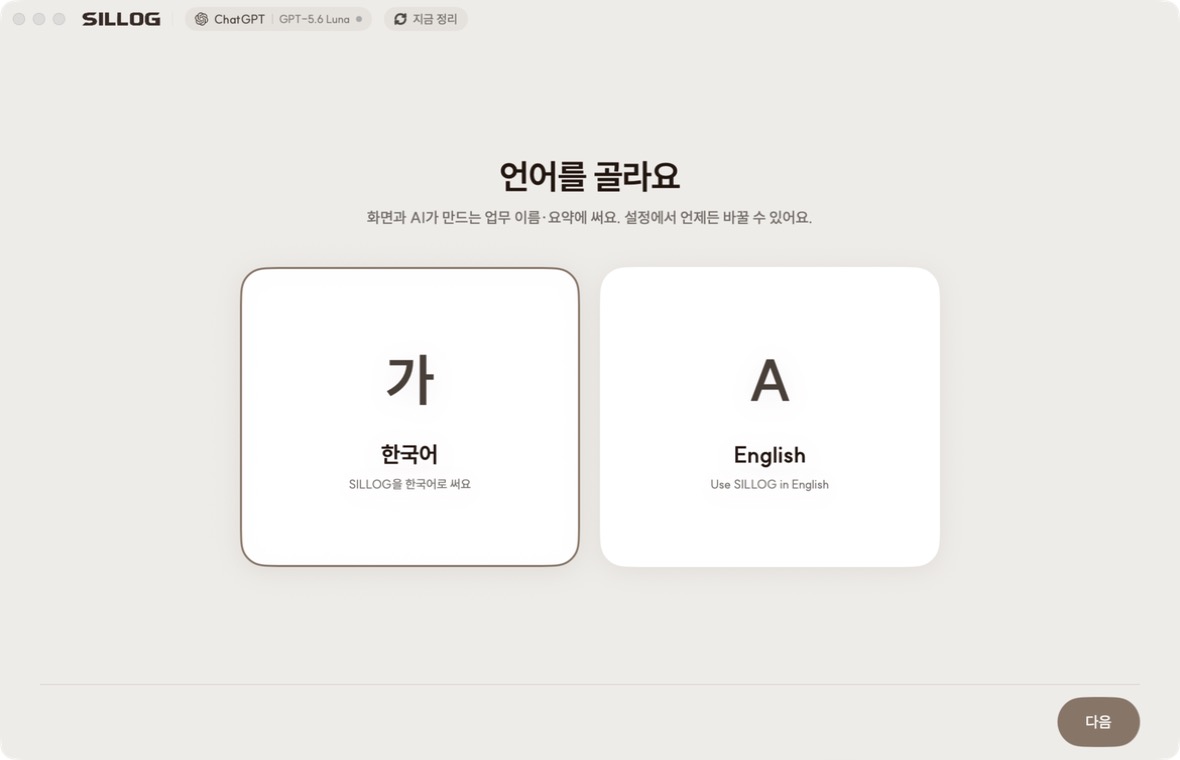 SILLOG
ChatGPT | GPT-5.6 Luna
지금 정리
언어를 골라요
화면과 AI가 만드는 업무 이름·요약에 써요. 설정에서 언제든 바꿀 수 있어요.
가
한국어
SILLOG을 한국어로 써요
A
English
Use SILLOG in English
다음